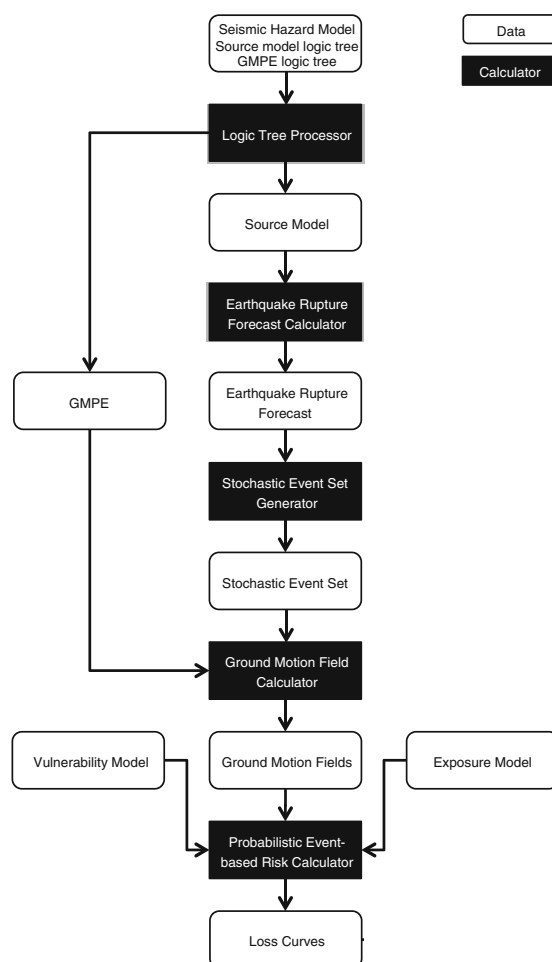 Seismic Hazard Model
Source model logic tree
GMPE logic tree
Data
Calculator
Logic Tree Processor
Source Model
Earthquake Rupture
Forecast Calculator
GMPE
Earthquake Rupture
Forecast
Stochastic Event Set
Generator
Stochastic Event Set
Ground Motion Field
Calculator
Vulnerability Model
Ground Motion Fields
Exposure Model
Probabilistic Event-
based Risk Calculator
Loss Curves